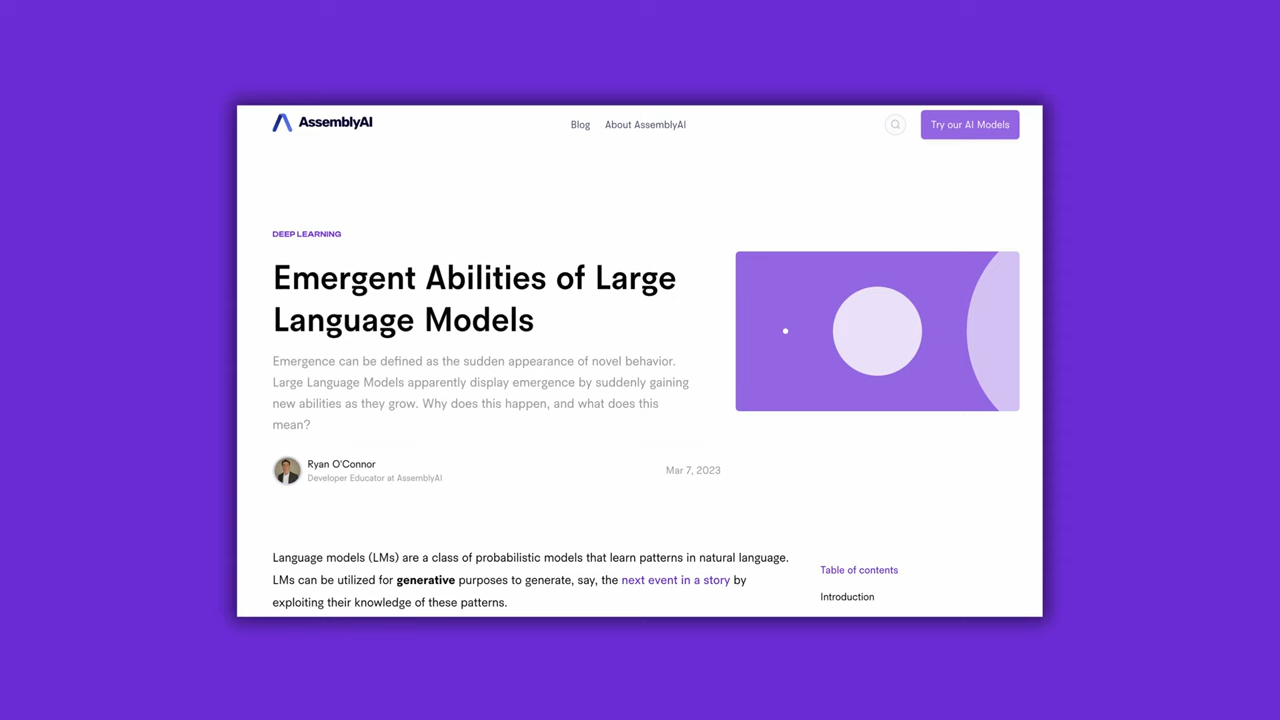 AssemblyAI
Blog
About AssemblyAI
Try our AI Models
DEEP LEARNING
Emergent Abilities of Large
Language Models
Emergence can be defined as the sudden appearance of novel behavior.
Large Language Models apparently display emergence by suddenly gaining
new abilities as they grow. Why does this happen, and what does this
mean?
Ryan O'Connor
Developer Educator at AssemblyAI
Mar 7, 2023
Language models (LMs) are a class of probabilistic models that learn patterns in natural language.
LMs can be utilized for generative purposes to generate, say, the next event in a story by
exploiting their knowledge of these patterns.
Table of contents
Introduction